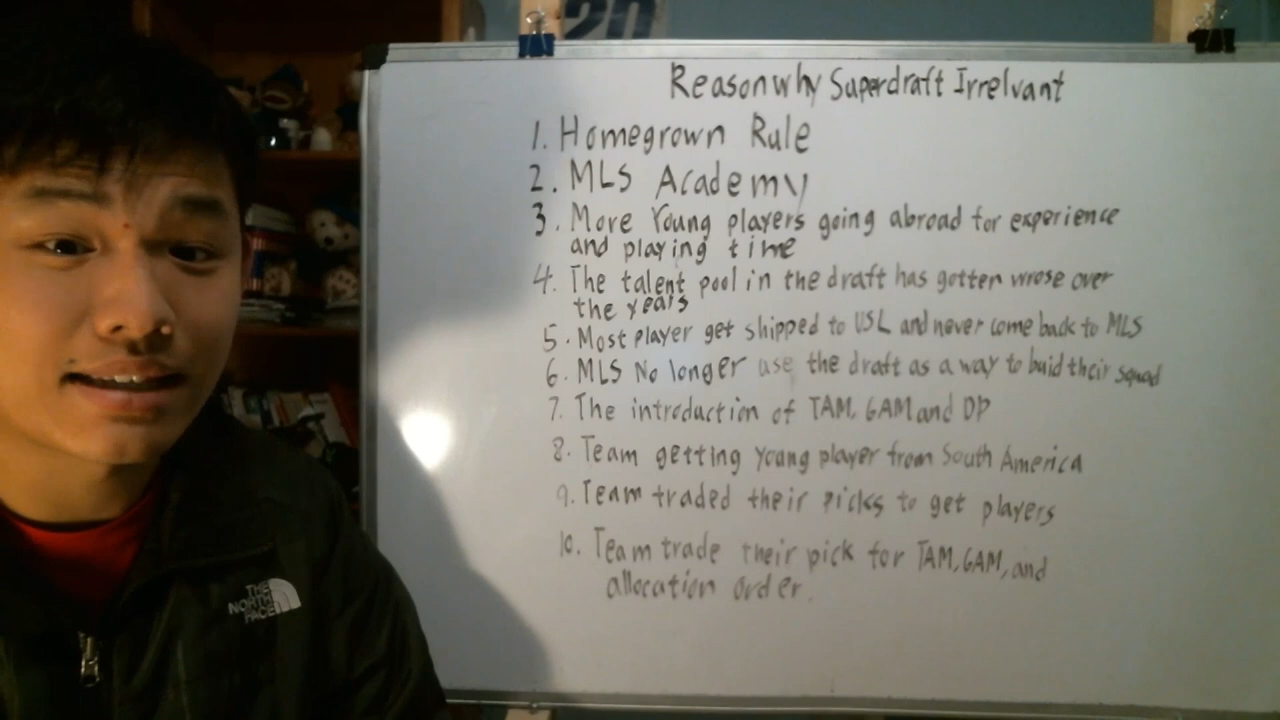 20
Reason why Superdraft Irrelvant
1. Homegrown Rule
2. MLS Academy
3. More Young players going abroad for experience
and playing time
4. The talent pool in the draft has gotten wrose over
the years
5. Most player get shipped to USL and never come back to MLS
6. MLS No longer use the draft as a way to buid their squad
7. The introduction of TAM, GAM and DP
8. Team getting young player from South America
9. Team traded their picks to get players
10. Team trade their pick for TAM, GAM, and
allocation order.
THE
NORTH
FACE